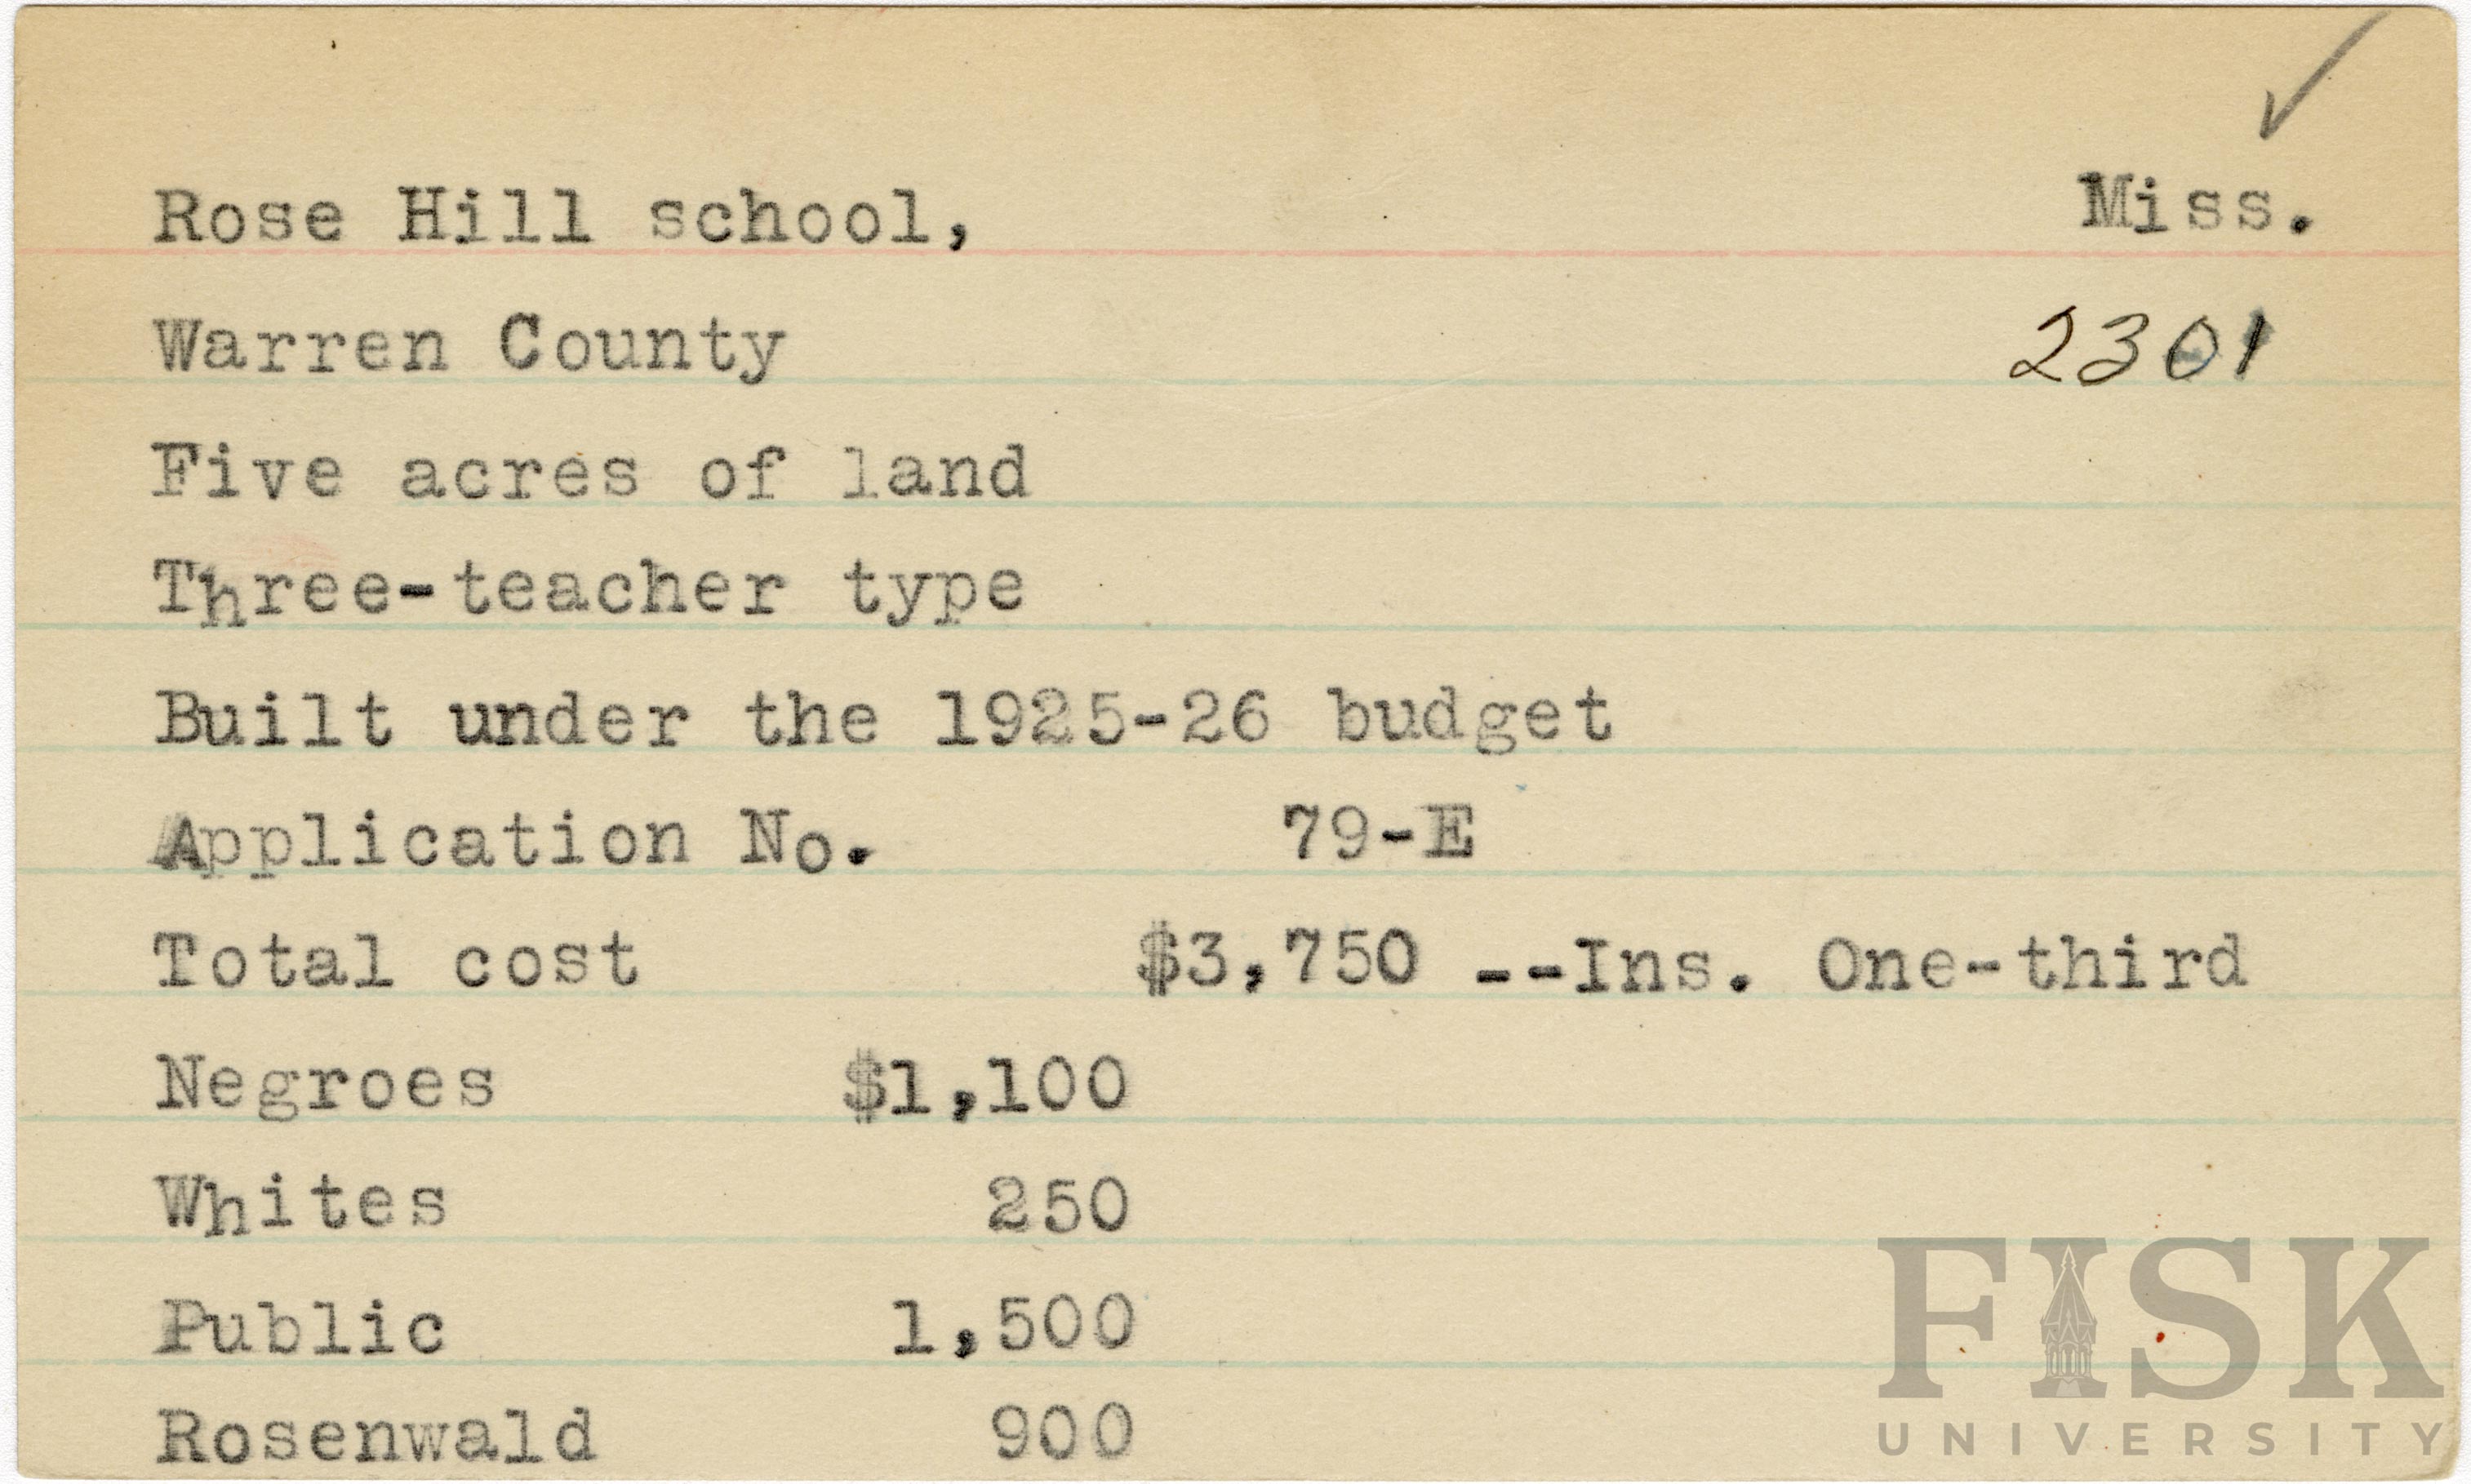 Rose Hill school, Miss.
Warren County 2301
Five acres of land
Three-teacher type
Built under the 1925-26 budget
Application No. 79-E
Total cost $3,750 --Ins. One-third
Negroes $1,100
Whites 250
Public 1,500
Rosenwald 900
FISK
UNIVERSITY